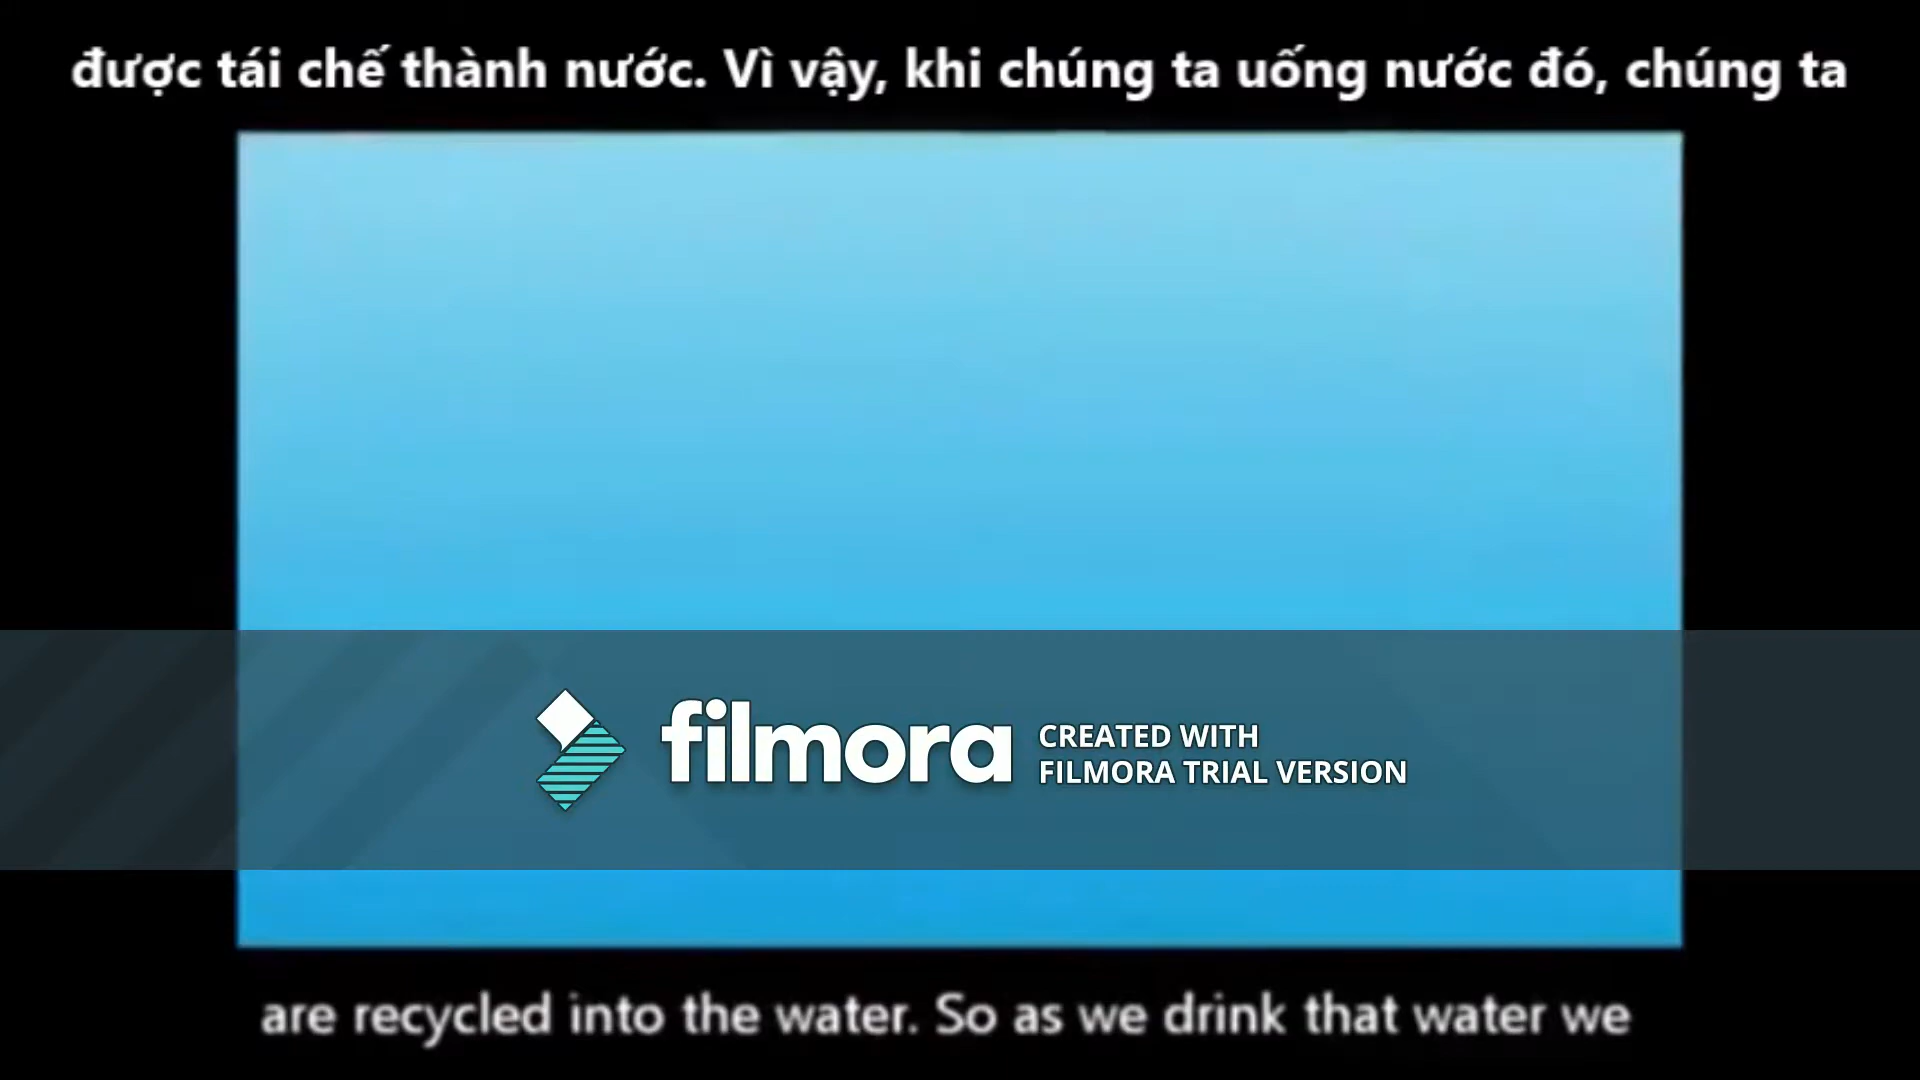 được tái chế thành nước. Vì vậy, khi chúng ta uống nước đó, chúng ta
filmora
CREATED WITH
FILMORA TRIAL VERSION
are recycled into the water. So as we drink that water we